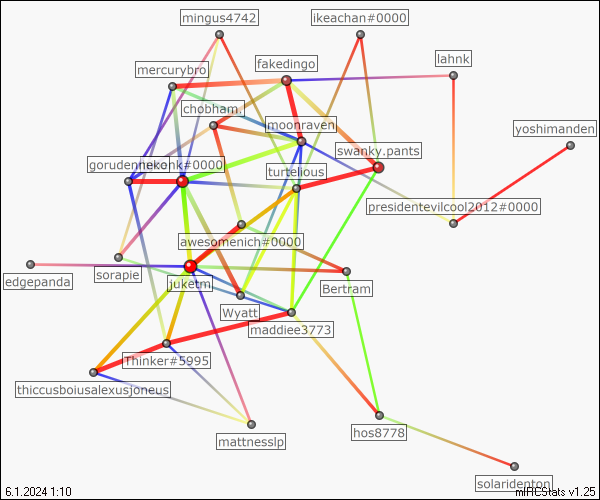 mingus4742
ikeachan#0000
mercurybro
fakedingo
lahnk
chobham.
moonraven
yoshimanden
swanky.pants
gorudennekonk#0000
turtelious
presidentevilcool2012#0000
awesomenich#0000
edgepanda
sorapie
juketm
Wyatt
Bertram
maddiee3773
Thinker#5995
thiccusboiusalexusjoneus
mattnesslp
hos8778
solaridenton
6.1.2024 1:10
mIRCStats v1.25